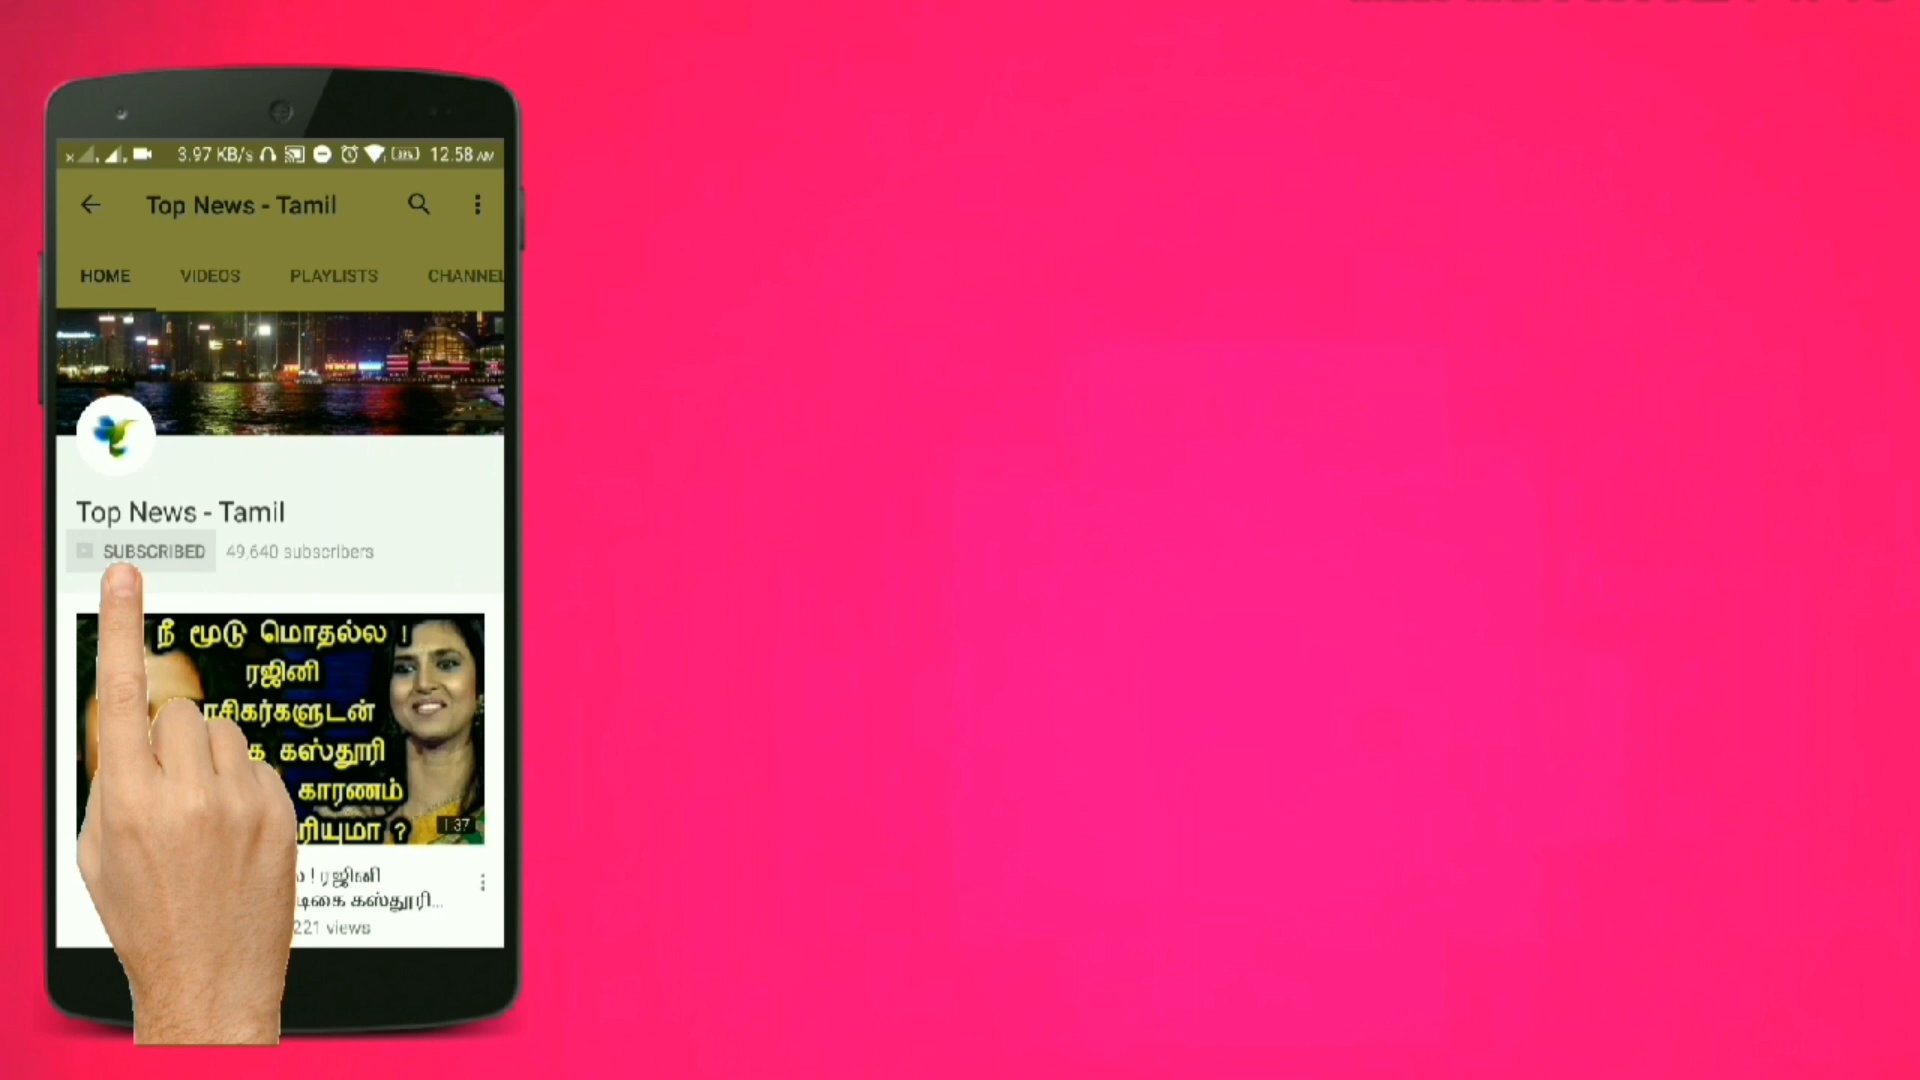 3.97 KB/s 12:58 AM
Top News - Tamil
HOME VIDEOS PLAYLISTS CHANNEL
Top News - Tamil
SUBSCRIBED 49,640 subscribers
நீ மூடு மொதல்ல !
ரஜினி
ரசிகர்களுடன்
கஸ்தூரி
காரணம்
?
1:37
! ரஜினி
கஸ்தூரி...
221 views